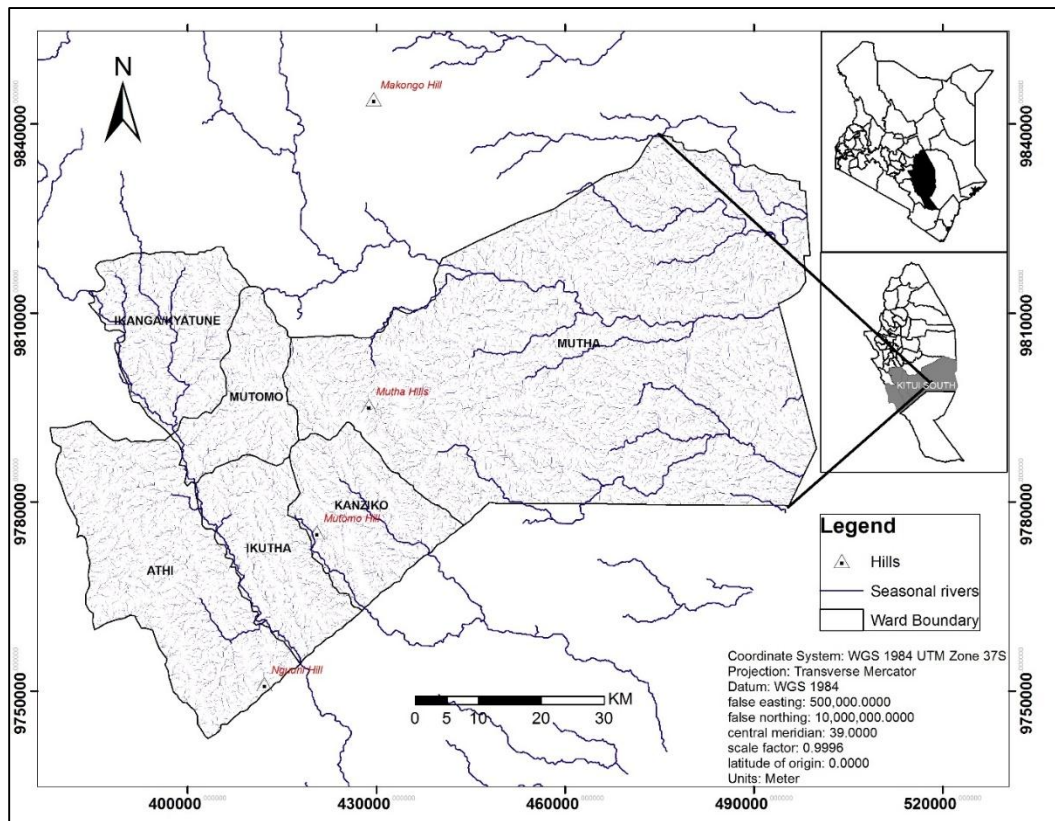 N
Makongo Hill
IKANGA/KYATUNE
MUTOMO
MUTHA
Mutha Hills
KANZIKO
Mutomo Hill
IKUTHA
ATHI
KITUI SOUTH
Legend
Hills
Seasonal rivers
Ward Boundary
Coordinate System: WGS 1984 UTM Zone 37S
Projection: Transverse Mercator
Datum: WGS 1984
false easting: 500,000.0000
false northing: 10,000,000.0000
central meridian: 39.0000
scale factor: 0.9996
latitude of origin: 0.0000
Units: Meter
KM
0 5 10 20 30
9840000
9810000
9780000
9750000
9840000
9810000
9780000
9750000
400000 430000 460000 490000 520000